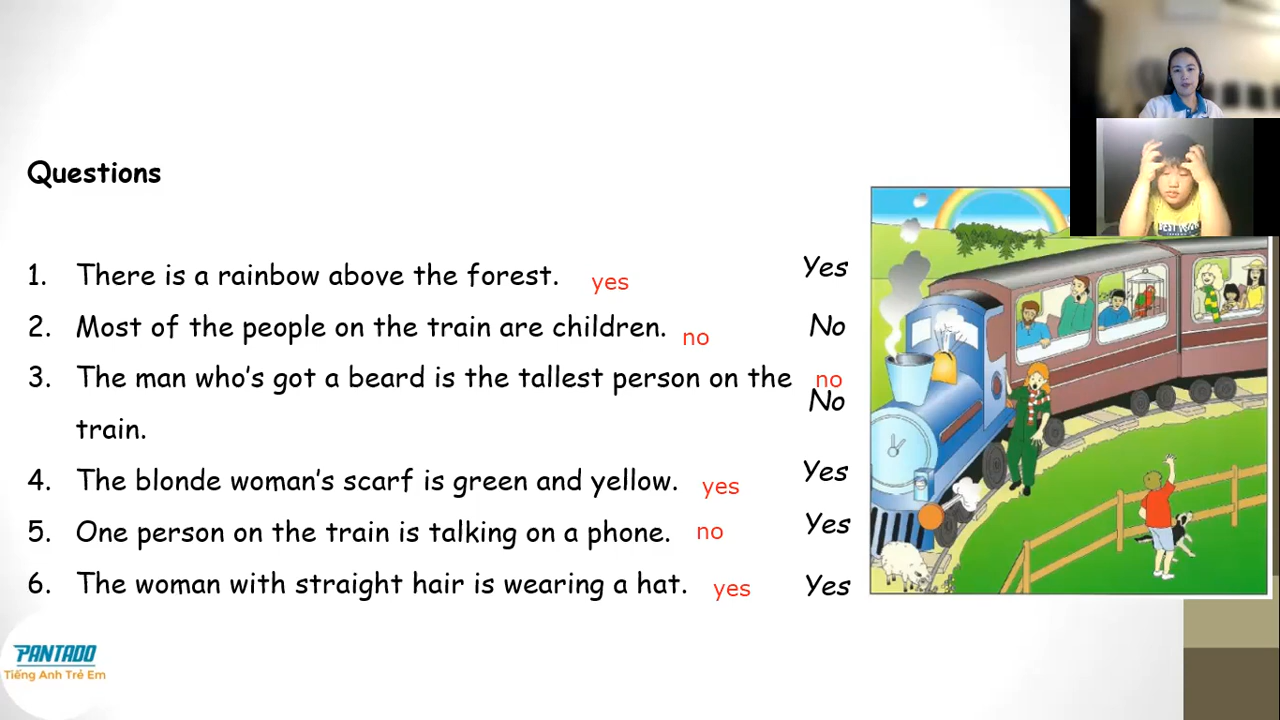 Questions
1. There is a rainbow above the forest. yes Yes
2. Most of the people on the train are children. no No
3. The man who's got a beard is the tallest person on the no
train. No
4. The blonde woman's scarf is green and yellow. yes Yes
5. One person on the train is talking on a phone. no Yes
6. The woman with straight hair is wearing a hat. yes Yes
PANTADO
Tiếng Anh Trẻ Em